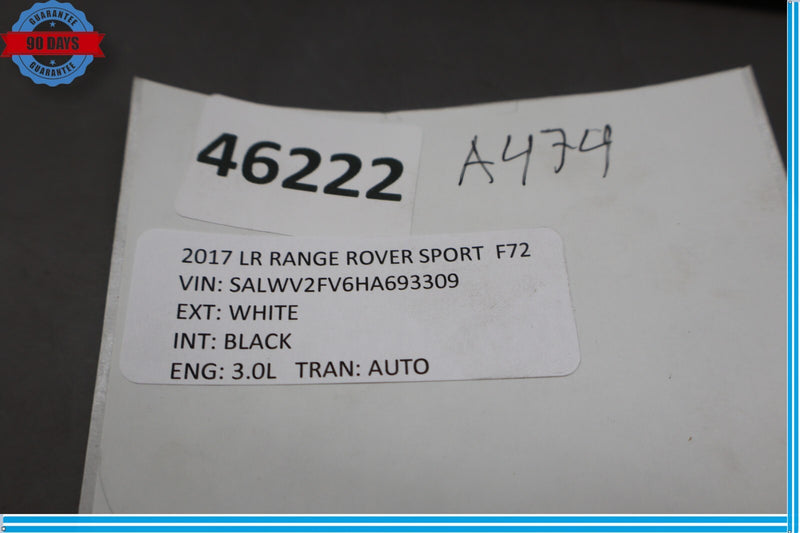 GUARANTEE
90 DAYS
GUARANTEE
46222
A474
2017 LR RANGE ROVER SPORT F72
VIN: SALWV2FV6HA693309
EXT: WHITE
INT: BLACK
ENG: 3.0L TRAN: AUTO